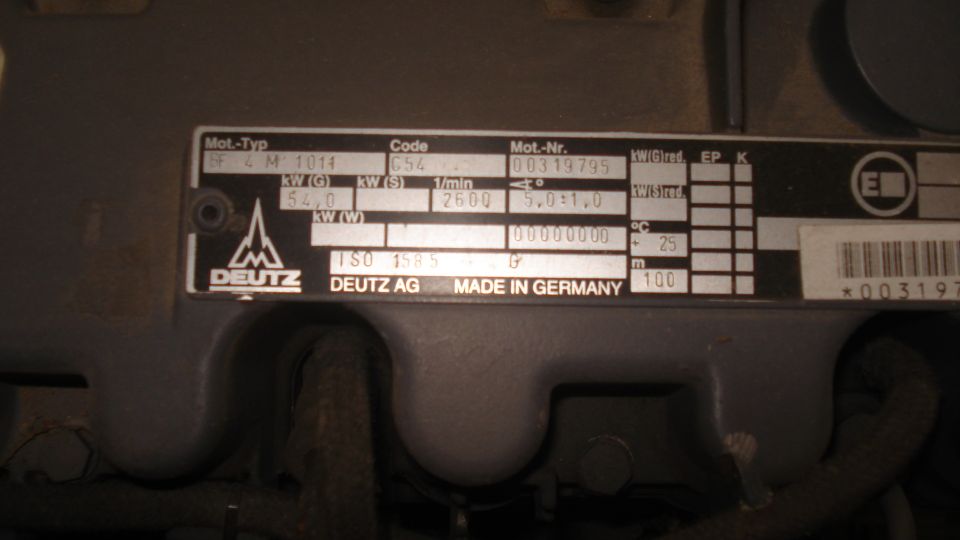 Mot.-Typ Code Mot.-Nr. kW(G)red. EP K
BF 4 M 1011 C54 00319795
kW (G) kW (S) 1/min ∢° kW(S)red.
54,0 2600 5,0±1,0
kW (W) °C
00000000 + 25
ISO 1585 G m
100
DEUTZ
DEUTZ AG MADE IN GERMANY
E
*003197